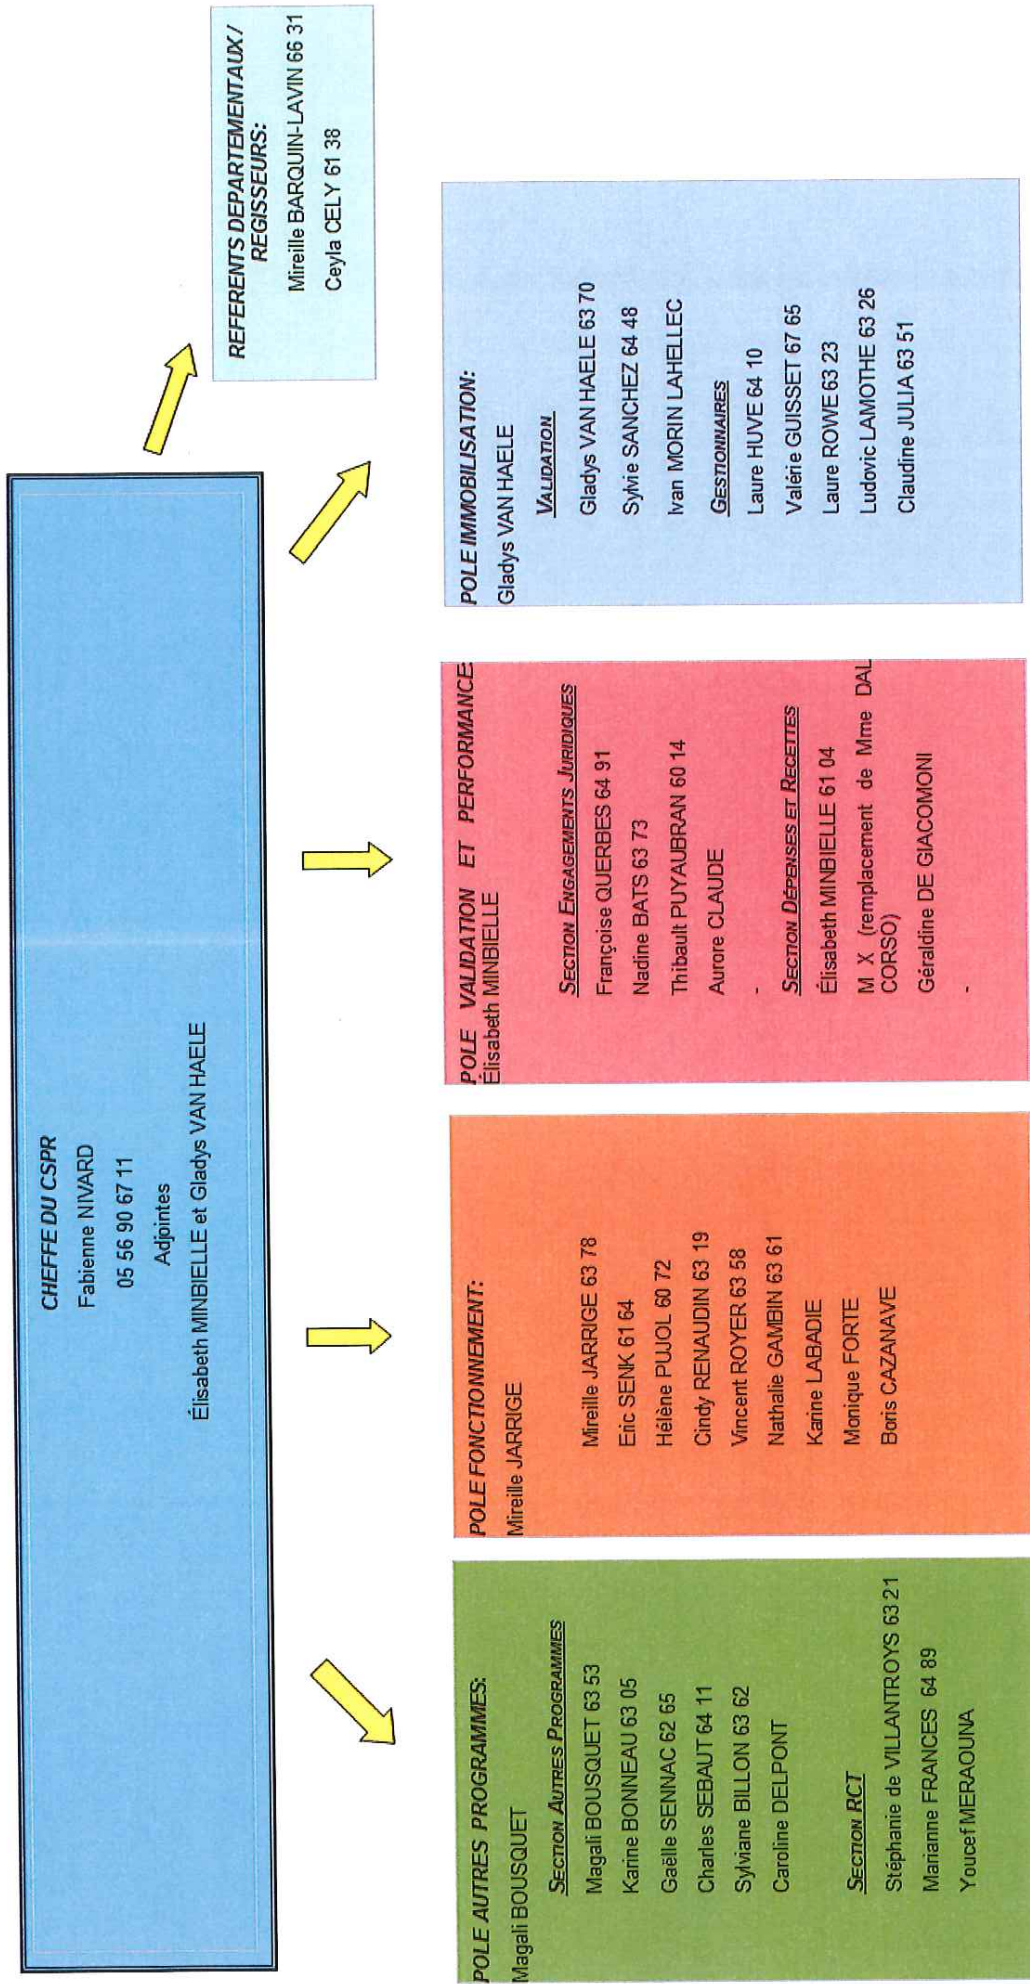 CHEFFE DU CSPR
Fabienne NIVARD
05 56 90 67 11
Adjointes
Élisabeth MINBIELLE et Gladys VAN HAELE
REFERENTS DEPARTEMENTAUX /
REGISSEURS:
Mireille BARQUIN-LAVIN 66 31
Ceyla CELY 61 38
POLE AUTRES PROGRAMMES:
Magali BOUSQUET
SECTION AUTRES PROGRAMMES
Magali BOUSQUET 63 53
Karine BONNEAU 63 05
Gaëlle SENNAC 62 65
Charles SEBAUT 64 11
Sylviane BILLON 63 62
Caroline DELPONT
SECTION RCT
Stéphanie de VILLANTROYS 63 21
Marianne FRANCES 64 89
Youcef MERAOUNA
POLE FONCTIONNEMENT:
Mireille JARRIGE
Mireille JARRIGE 63 78
Eric SENK 61 64
Hélène PUJOL 60 72
Cindy RENAUDIN 63 19
Vincent ROYER 63 58
Nathalie GAMBIN 63 61
Karine LABADIE
Monique FORTE
Boris CAZANAVE
POLE VALIDATION ET PERFORMANCE:
Élisabeth MINBIELLE
SECTION ENGAGEMENTS JURIDIQUES
Françoise QUERBES 64 91
Nadine BATS 63 73
Thibault PUYAUBRAN 60 14
Aurore CLAUDE
-
SECTION DÉPENSES ET RECETTES
Élisabeth MINBIELLE 61 04
M X (remplacement de Mme DAL
CORSO)
Géraldine DE GIACOMONI
-
POLE IMMOBILISATION:
Gladys VAN HAELE
VALIDATION
Gladys VAN HAELE 63 70
Sylvie SANCHEZ 64 48
Ivan MORIN LAHELLEC
GESTIONNAIRES
Laure HUVE 64 10
Valérie GUISSET 67 65
Laure ROWE 63 23
Ludovic LAMOTHE 63 26
Claudine JULIA 63 51